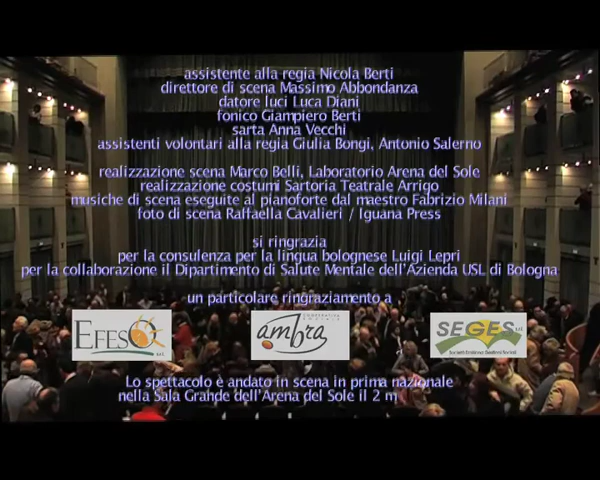 assistente alla regia Nicola Berti
direttore di scena Massimo Abbondanza
datore luci Luca Diani
fonico Giampiero Berti
sarta Anna Vecchi
assistenti volontari alla regia Giulia Bongi, Antonio Salerno
realizzazione scena Marco Belli, Laboratorio Arena del Sole
realizzazione costumi Sartoria Teatrale Arrigo
musiche di scena eseguite al pianoforte dal maestro Fabrizio Milani
foto di scena Raffaella Cavalieri / Iguana Press
si ringrazia
per la consulenza per la lingua bolognese Luigi Lepri
per la collaborazione il Dipartimento di Salute Mentale dell'Azienda USL di Bologna
un particolare ringraziamento a
EFESO s.r.l.
COOPERATIVA SOCIALE
ambra
SEGES s.r.l.
Lo spettacolo è andato in scena in prima nazionale
nella Sala Grande dell'Arena del Sole il 2 m